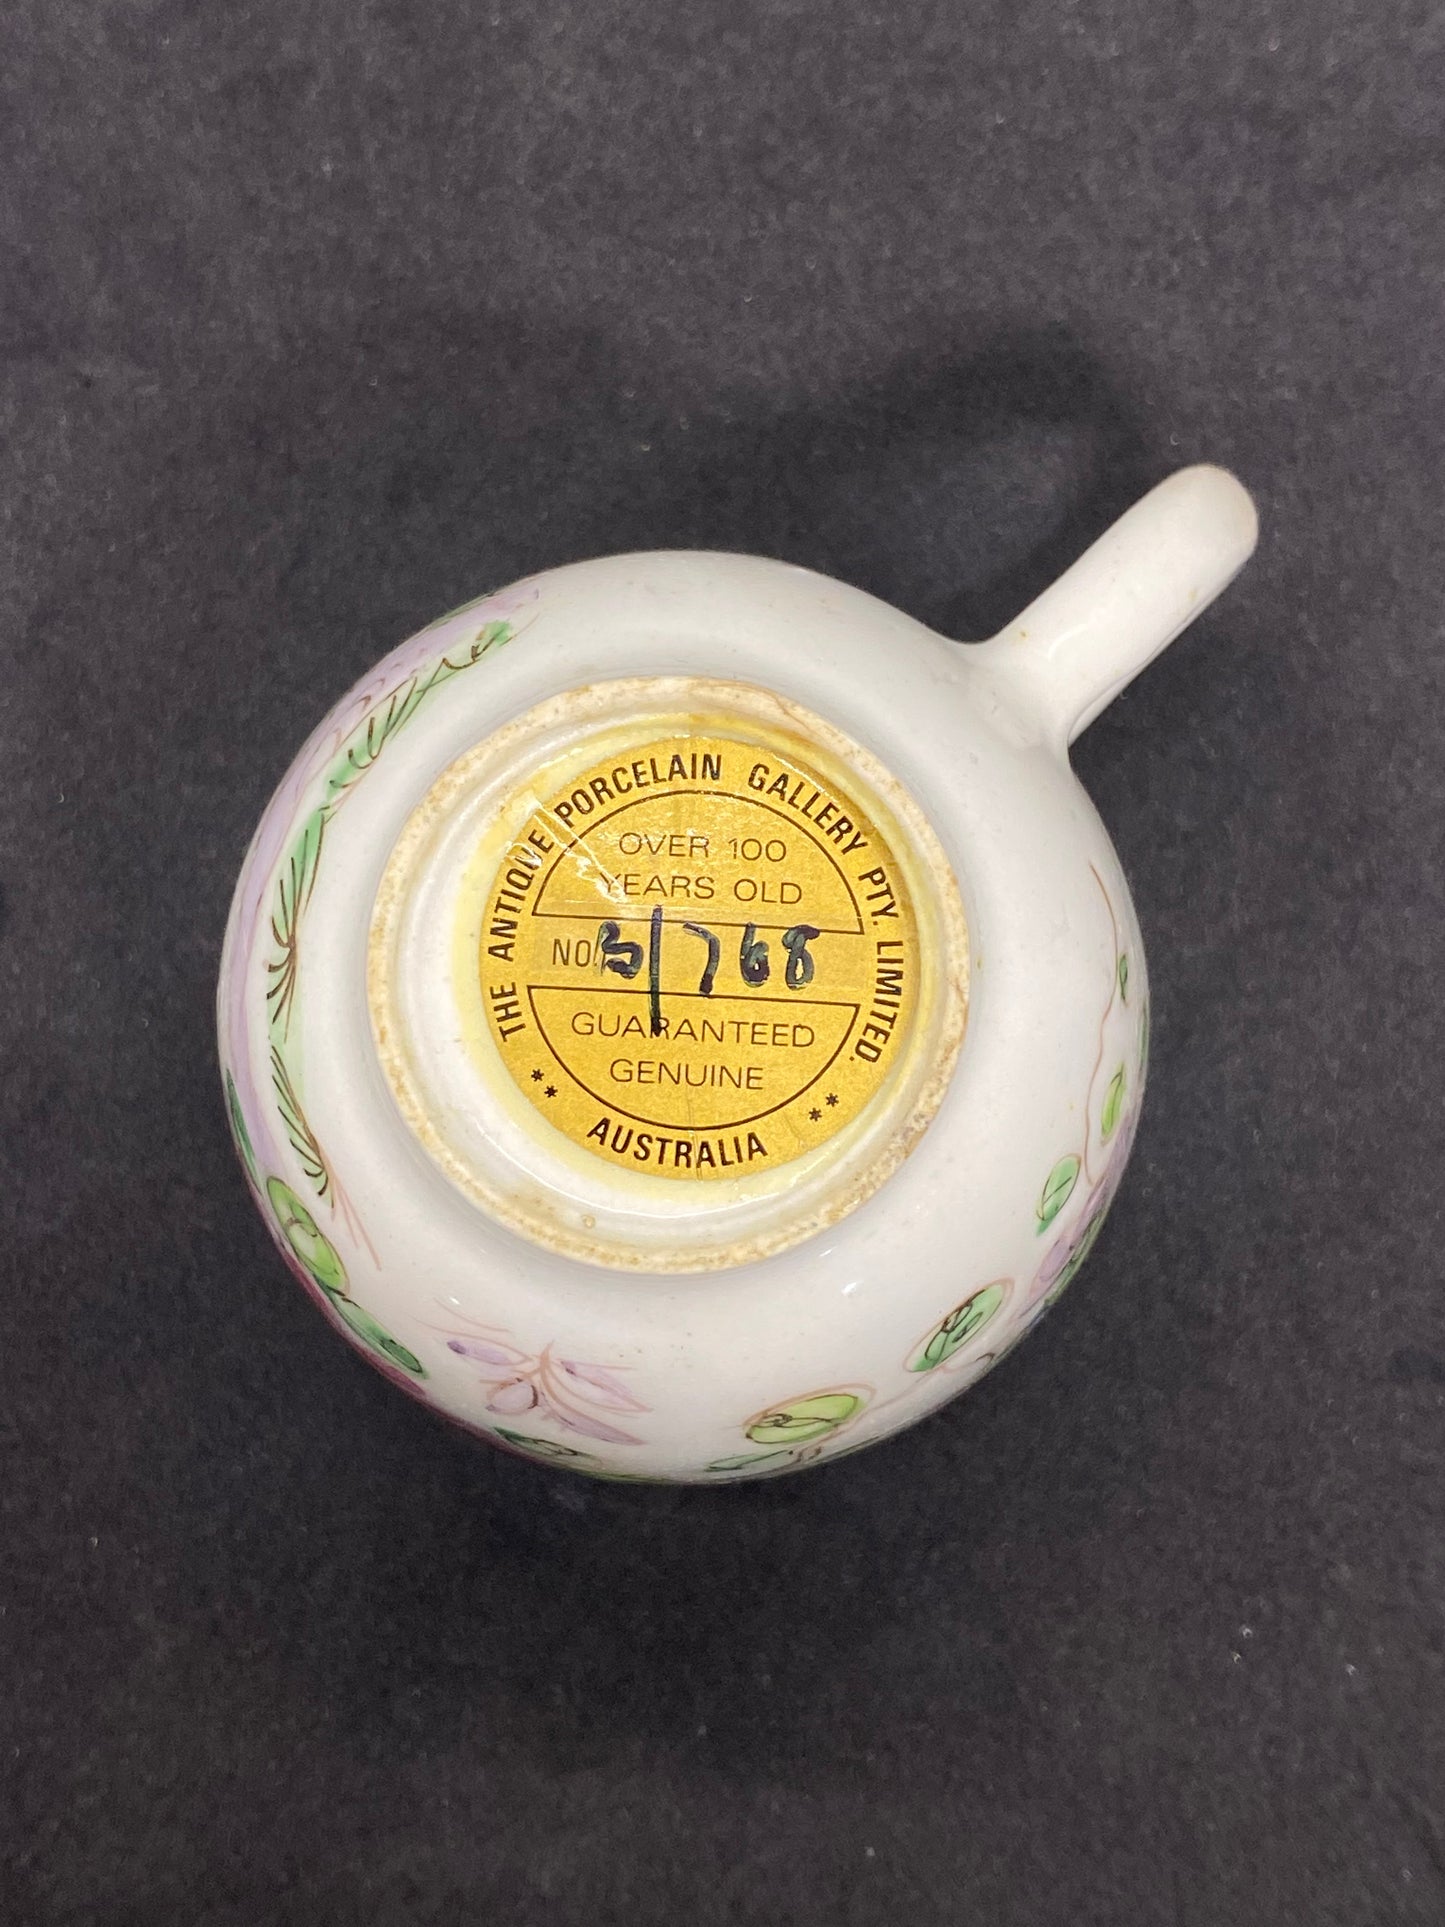 THE ANTIQUE PORCELAIN GALLERY PTY. LIMITED.
OVER 100
YEARS OLD
NO. B/768
GUARANTEED
GENUINE
** AUSTRALIA **